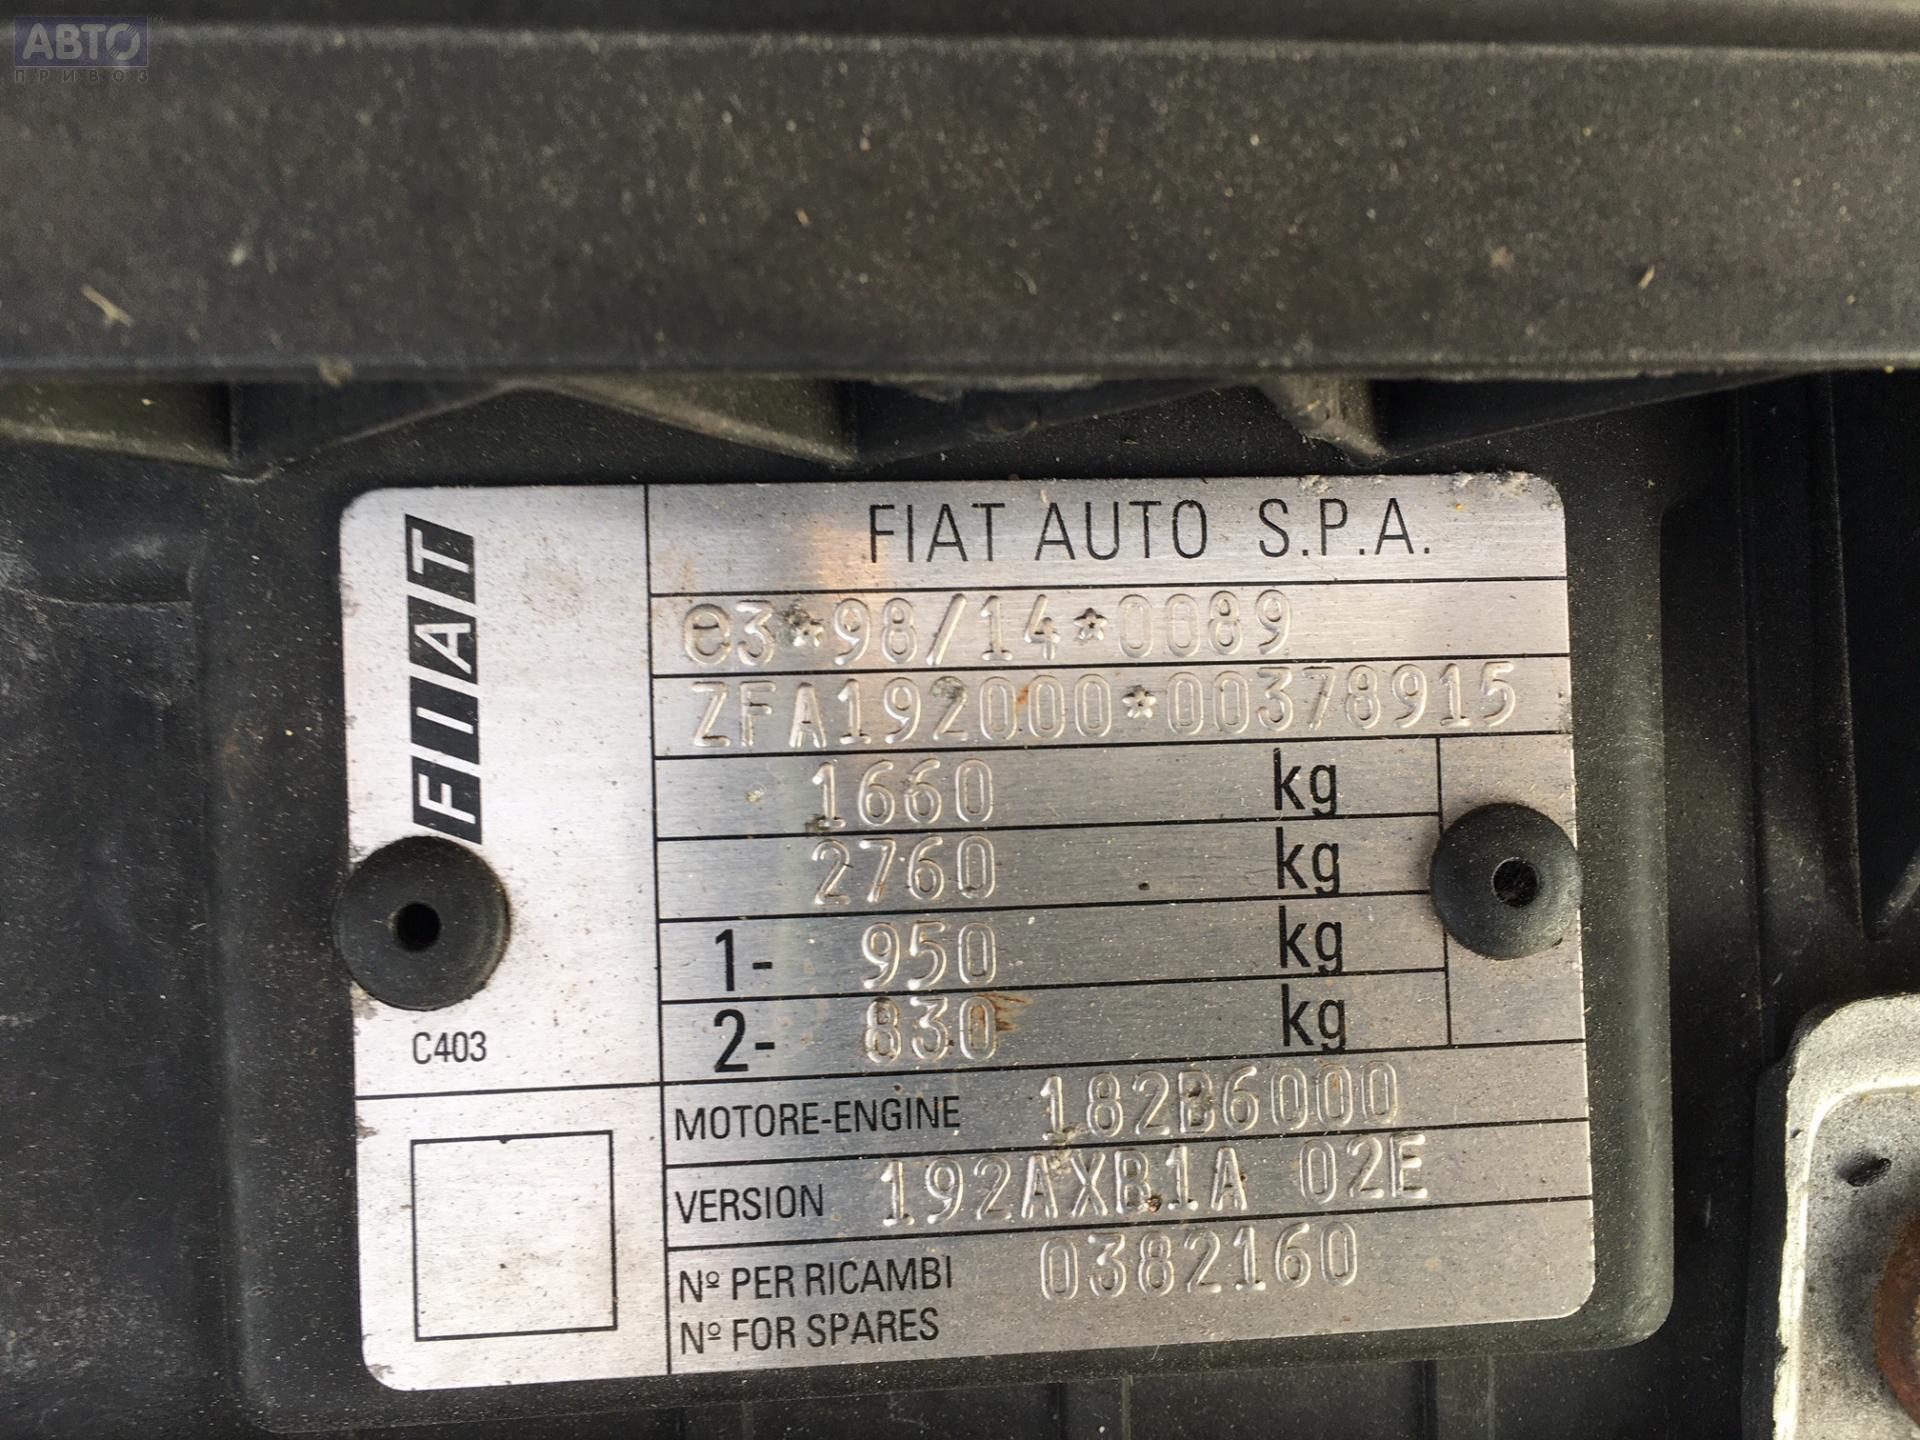 АВТО
ПРИВОЗ
FIAT
FIAT AUTO S.P.A.
e3*98/14*0089
ZFA192000*00378915
1660 kg
2760 kg
1- 950 kg
2- 830 kg
C403
MOTORE-ENGINE 182B6000
VERSION 192AXB1A 02E
Nº PER RICAMBI 0382160
Nº FOR SPARES